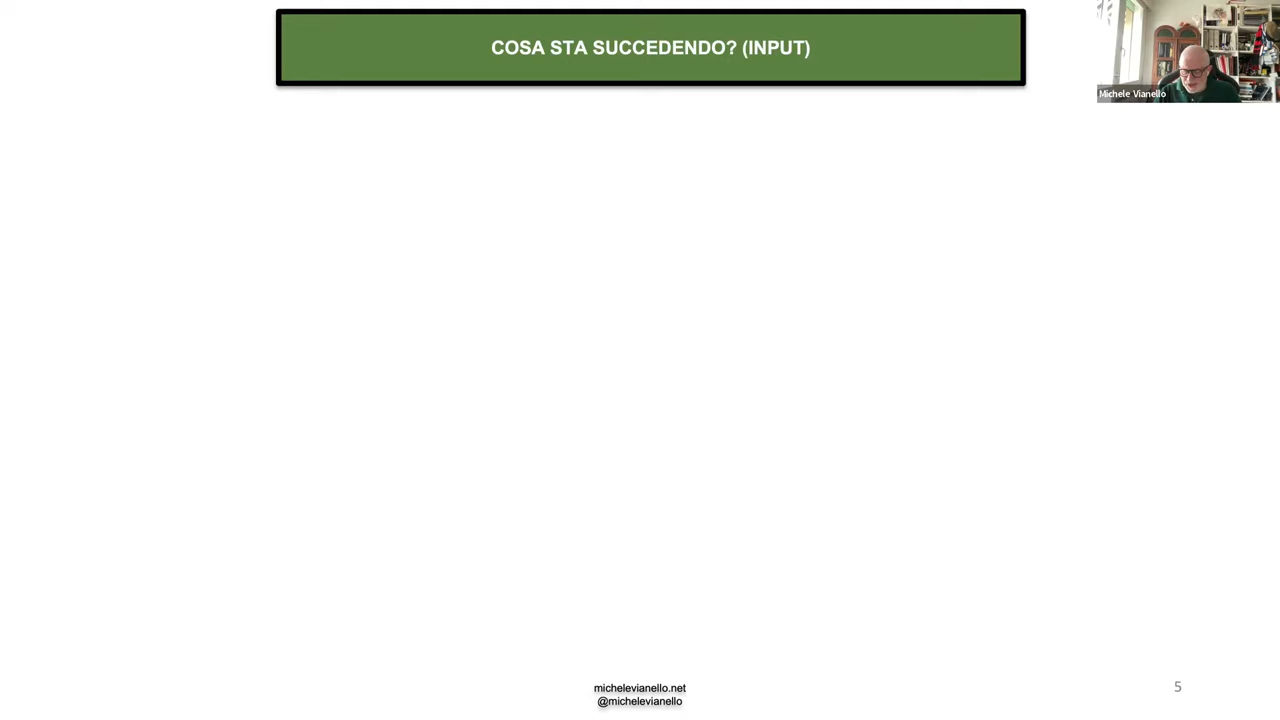 COSA STA SUCCEDENDO? (INPUT)
Michele Vianello
michelevianello.net
@michelevianello
5